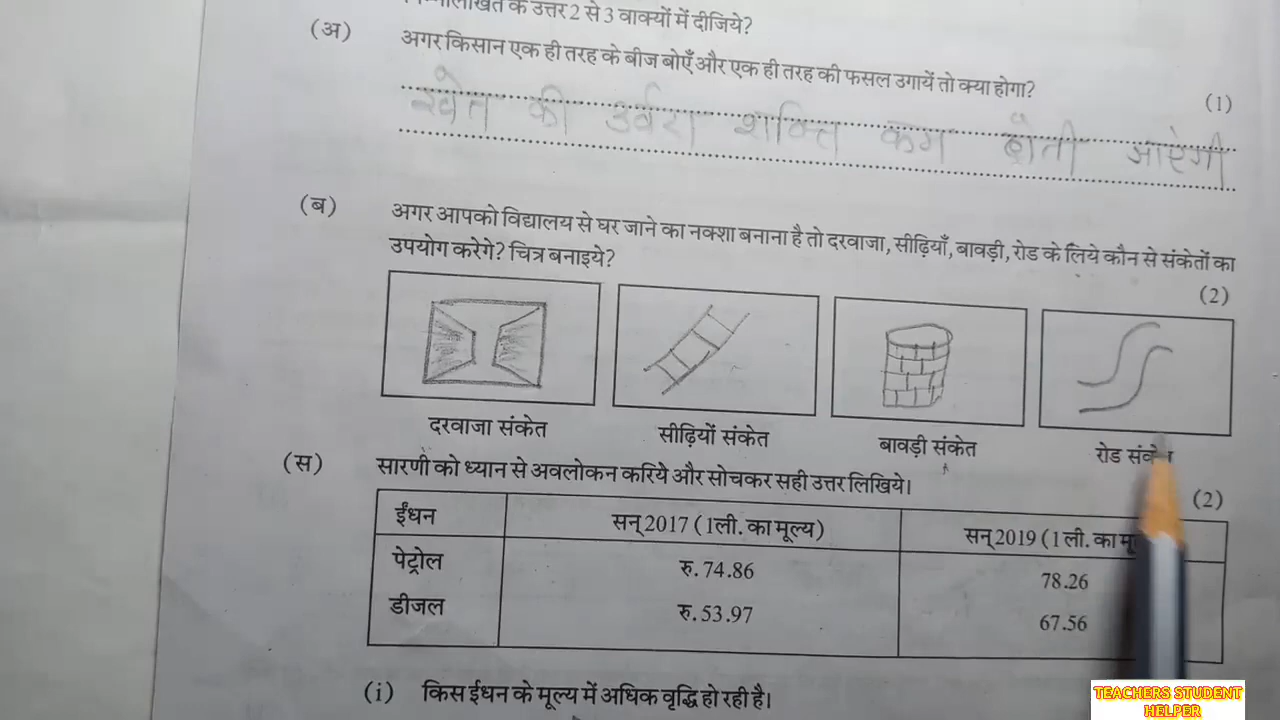 के उत्तर 2 से 3 वाक्यों में दीजिये?
(अ) अगर किसान एक ही तरह के बीज बोएँ और एक ही तरह की फसल उगायें तो क्या होगा?
(1)
खेत की उर्वरा शक्ति कम होती जाएगी
(ब) अगर आपको विद्यालय से घर जाने का नक्शा बनाना है तो दरवाजा, सीढ़ियाँ, बावड़ी, रोड के लिये कौन से संकेतों का
उपयोग करेगे? चित्र बनाइये?
(2)
दरवाजा संकेत सीढ़ियों संकेत बावड़ी संकेत रोड
(स) सारणी को ध्यान से अवलोकन करिये और सोचकर सही उत्तर लिखिये।
(2)
ईंधन सन् 2017 (1ली. का मूल्य) सन् 2019 (1ली. का
पेट्रोल रु. 74.86 78.26
डीजल रु. 53.97 67.56
(i) किस ईधन के मूल्य में अधिक वृद्धि हो रही है।
TEACHERS STUDENT
HELPER